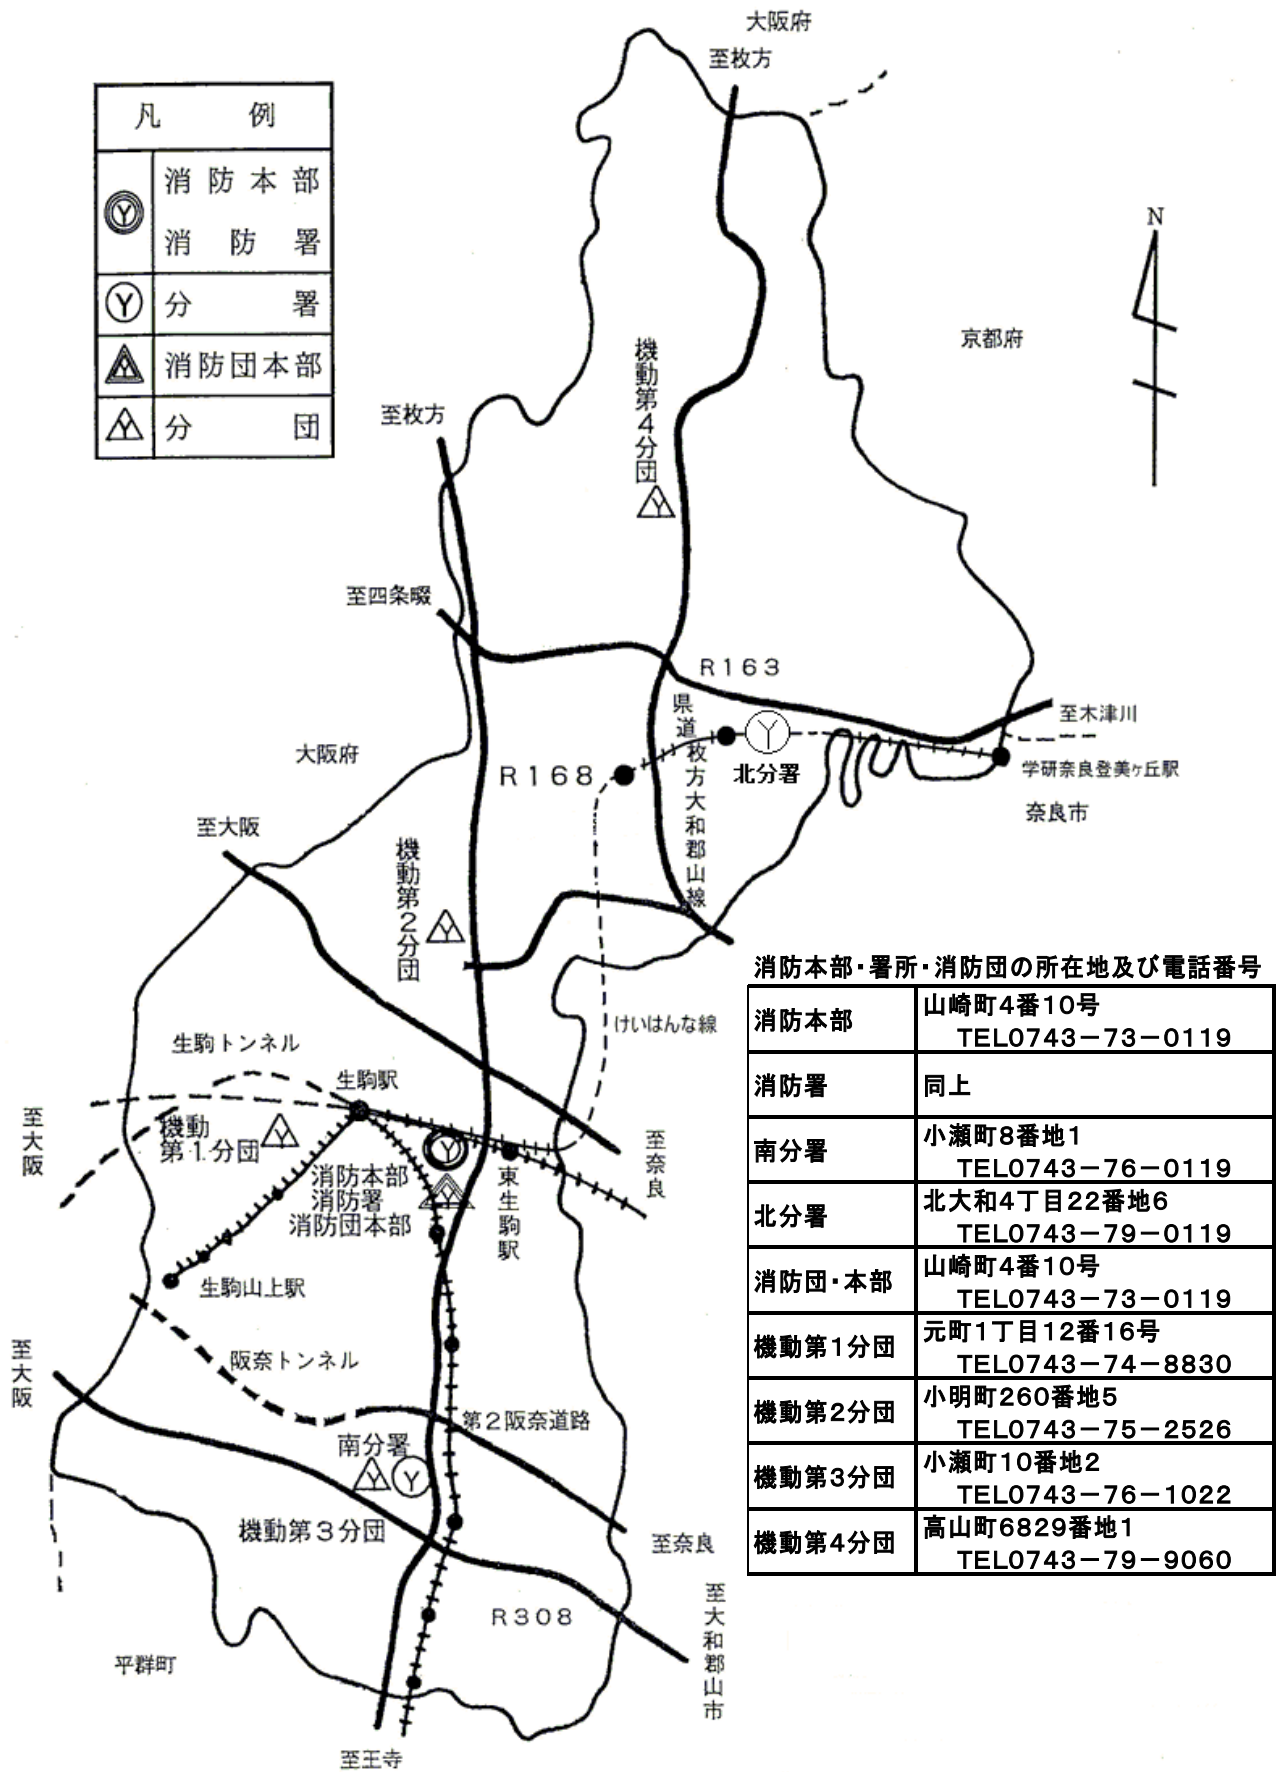 大阪府
至枚方
凡例
消防本部
消防署
分署
消防団本部
分団
N
京都府
機動第4分団
至枚方
至四条畷
R163
至木津川
県道枚方大和郡山線
大阪府
R168
北分署
学研奈良登美ヶ丘駅
奈良市
至大阪
機動第2分団
けいはんな線
生駒トンネル
生駒駅
至大阪
機動
第1分団
至奈良
消防本部
消防署
消防団本部
東生駒駅
生駒山上駅
至大阪
阪奈トンネル
第2阪奈道路
南分署
機動第3分団
至奈良
R308
至大和郡山市
平群町
至王寺
消防本部・署所・消防団の所在地及び電話番号
消防本部
山崎町4番10号
TEL0743－73－0119
消防署
同上
南分署
小瀬町8番地1
TEL0743－76－0119
北分署
北大和4丁目22番地6
TEL0743－79－0119
消防団・本部
山崎町4番10号
TEL0743－73－0119
機動第1分団
元町1丁目12番16号
TEL0743－74－8830
機動第2分団
小明町260番地5
TEL0743－75－2526
機動第3分団
小瀬町10番地2
TEL0743－76－1022
機動第4分団
高山町6829番地1
TEL0743－79－9060